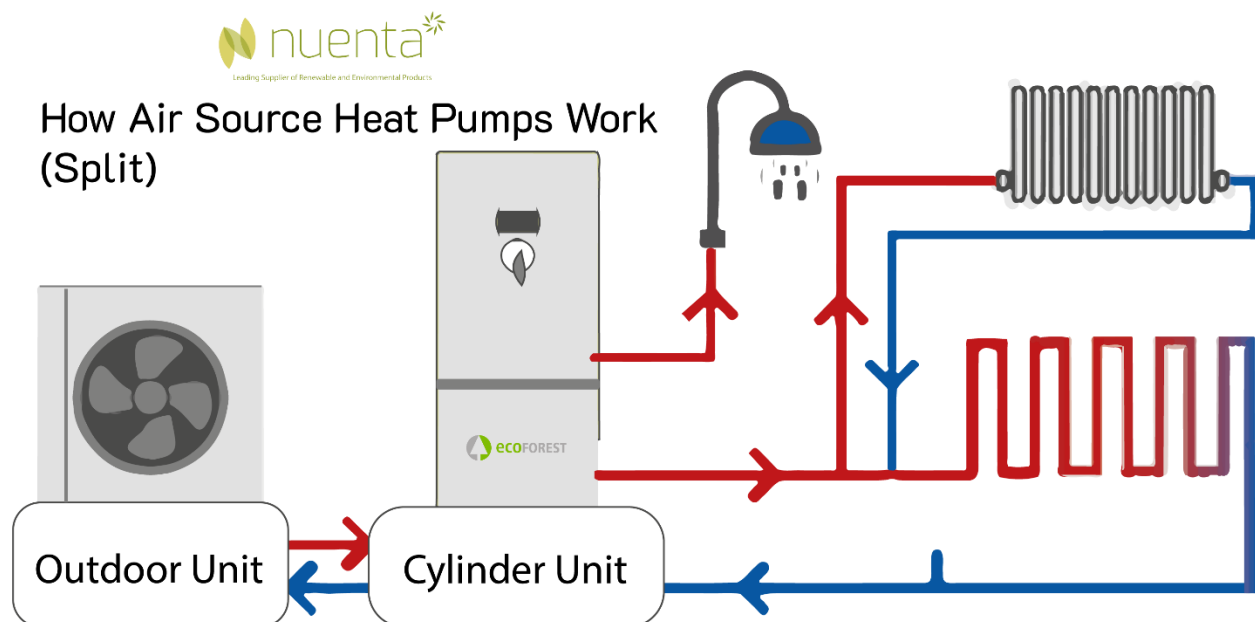 nuenta
Leading Supplier of Renewable and Environmental Products
How Air Source Heat Pumps Work
(Split)
ecoFOREST
Outdoor Unit
Cylinder Unit